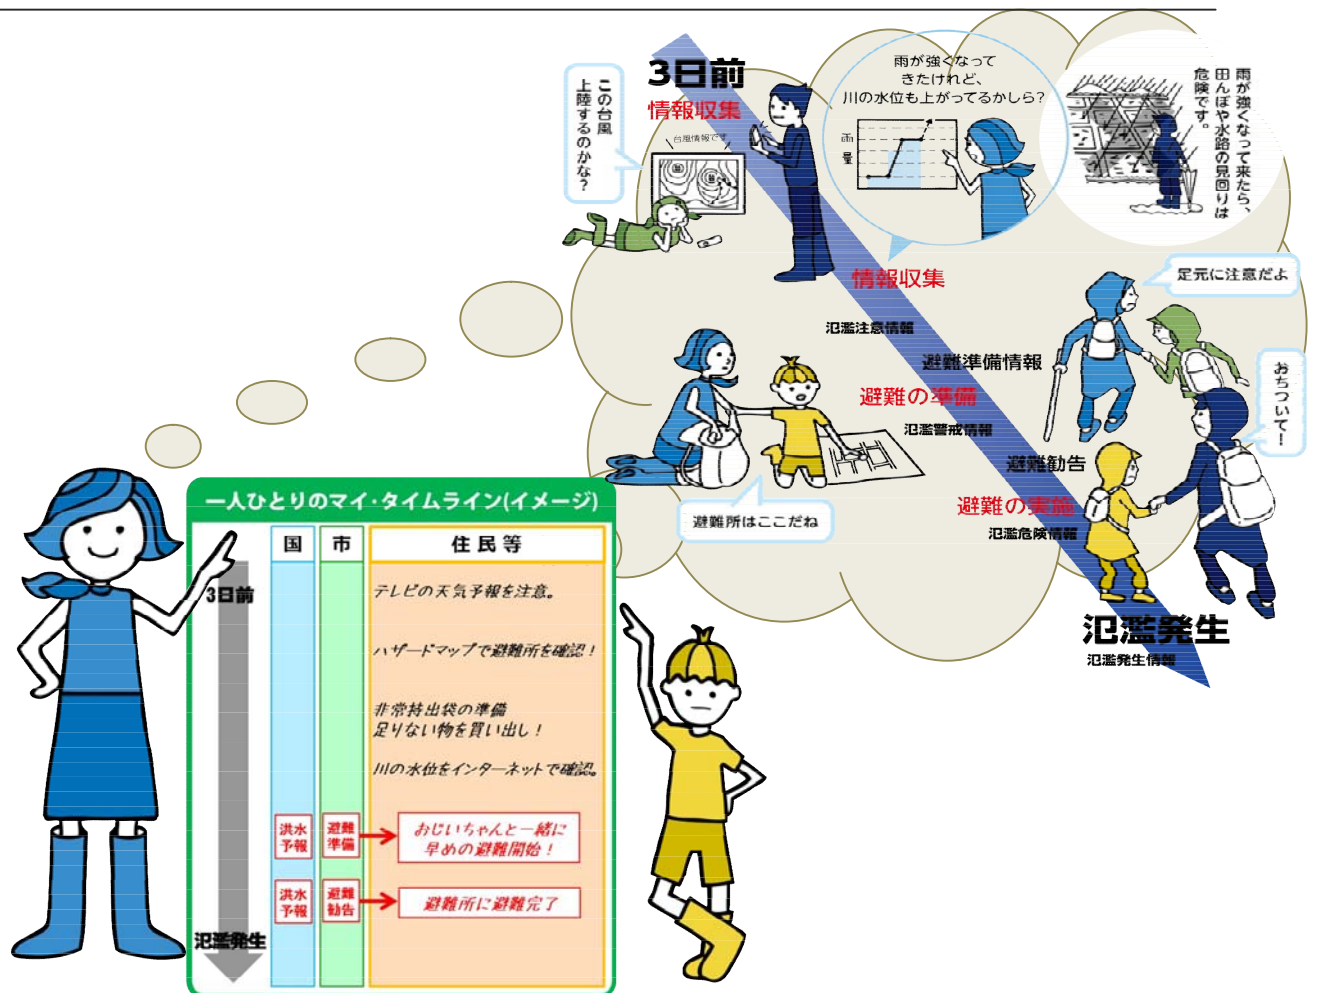 3日前
情報収集
台風情報です
この台風
上陸するのかな?
雨が強くなって
きたけれど、
川の水位も上がってるかしら?
雨
量
雨が強くなって来たら、
田んぼや水路の見回りは
危険です。
情報収集
氾濫注意情報
足元に注意だよ
避難準備情報
避難の準備
氾濫警戒情報
おちついて!
避難勧告
避難の実施
氾濫危険情報
避難所はここだね
氾濫発生
氾濫発生情報
一人ひとりのマイ・タイムライン(イメージ)
国
市
住民等
3日前
テレビの天気予報を注意。
ハザードマップで避難所を確認!
非常持出袋の準備
足りない物を買い出し!
川の水位をインターネットで確認。
洪水
予報
避難
準備
おじいちゃんと一緒に
早めの避難開始!
洪水
予報
避難
勧告
避難所に避難完了
氾濫発生